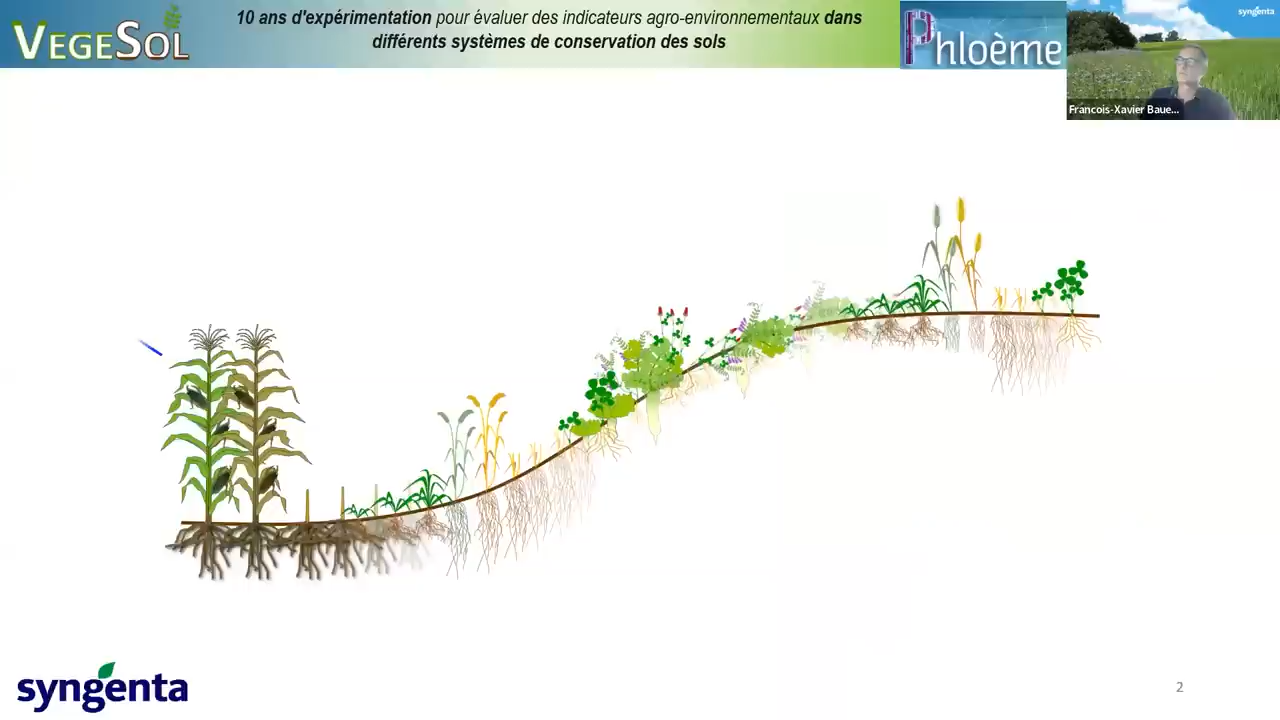 VEGESOL
10 ans d'expérimentation pour évaluer des indicateurs agro-environnementaux dans
différents systèmes de conservation des sols
Phloème
syngenta
Francois-Xavier Baue...
syngenta
2